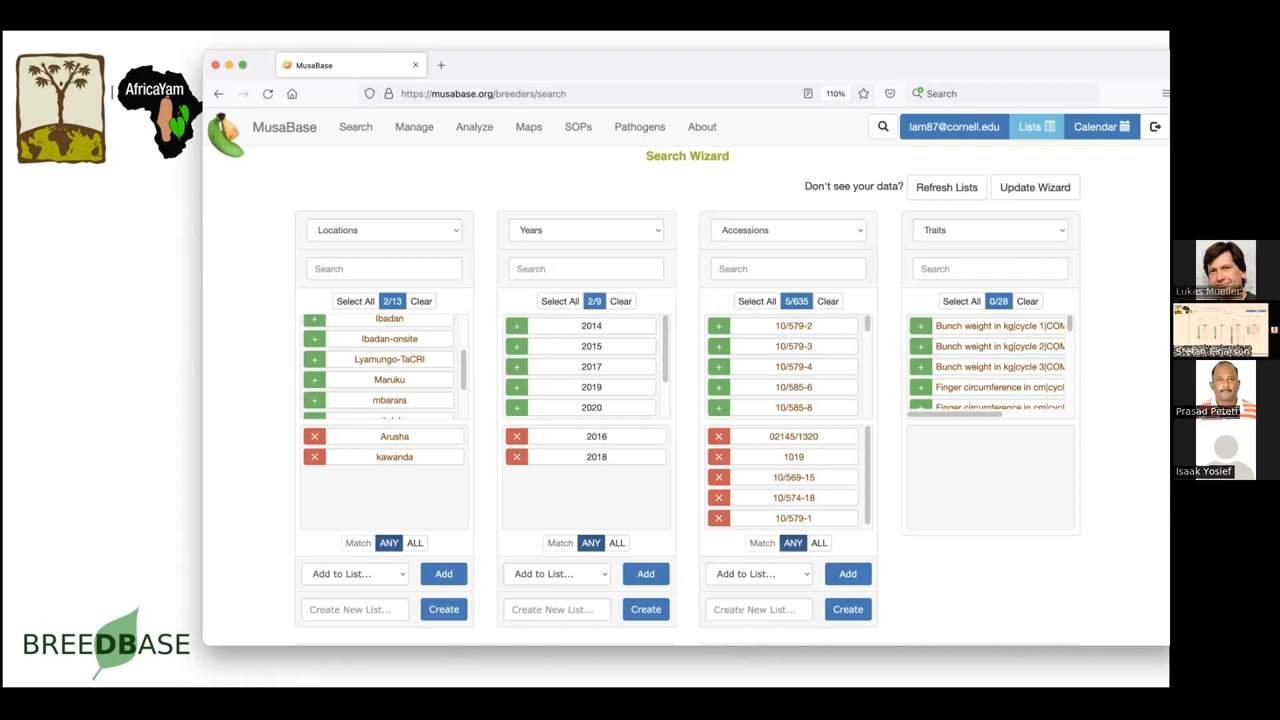 AfricaYam
BREEDBASE
MusaBase
https://musabase.org/breeders/search
110%
Search
MusaBase
Search
Manage
Analyze
Maps
SOPs
Pathogens
About
lam87@cornell.edu
Lists
Calendar
Search Wizard
Don't see your data?
Refresh Lists
Update Wizard
Locations
Search
Select All 2/13 Clear
Ibadan
Ibadan-onsite
Lyamungo-TaCRI
Maruku
mbarara
Arusha
kawanda
Match ANY ALL
Add to List...
Add
Create New List...
Create
Years
Search
Select All 2/9 Clear
2014
2015
2017
2019
2020
2016
2018
Match ANY ALL
Add to List...
Add
Create New List...
Create
Accessions
Search
Select All 5/635 Clear
10/579-2
10/579-3
10/579-4
10/585-6
10/585-8
02145/1320
1019
10/569-15
10/574-18
10/579-1
Match ANY ALL
Add to List...
Add
Create New List...
Create
Traits
Search
Select All 0/28 Clear
Bunch weight in kg|cycle 1|COM
Bunch weight in kg|cycle 2|COM
Bunch weight in kg|cycle 3|COM
Finger circumference in cm|cycl
Lukas Mueller
Prasad Peteti
Isaak Yosief